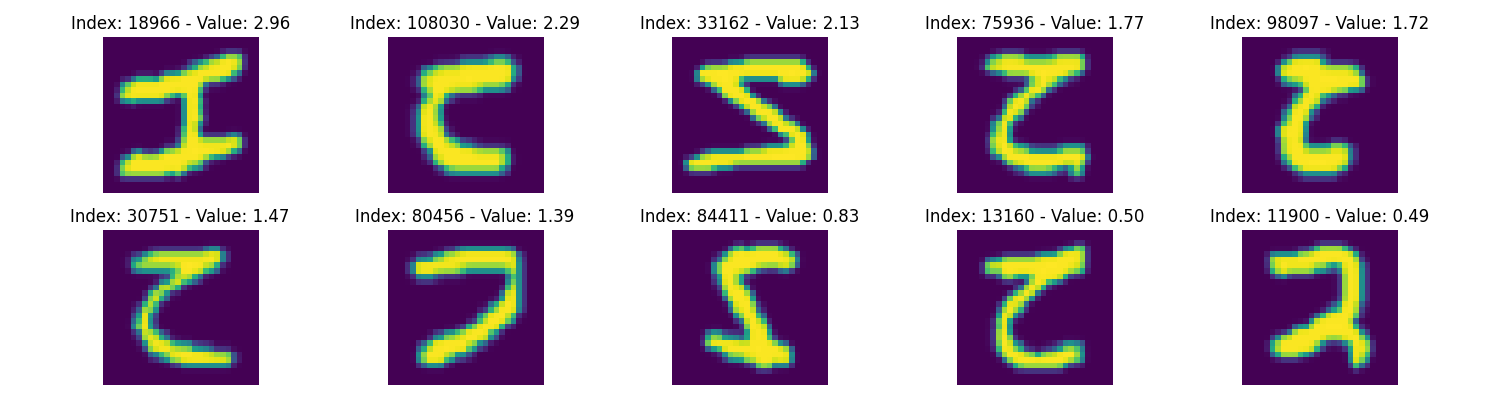 Index: 18966 - Value: 2.96 Index: 108030 - Value: 2.29 Index: 33162 - Value: 2.13 Index: 75936 - Value: 1.77 Index: 98097 - Value: 1.72
Index: 30751 - Value: 1.47 Index: 80456 - Value: 1.39 Index: 84411 - Value: 0.83 Index: 13160 - Value: 0.50 Index: 11900 - Value: 0.49